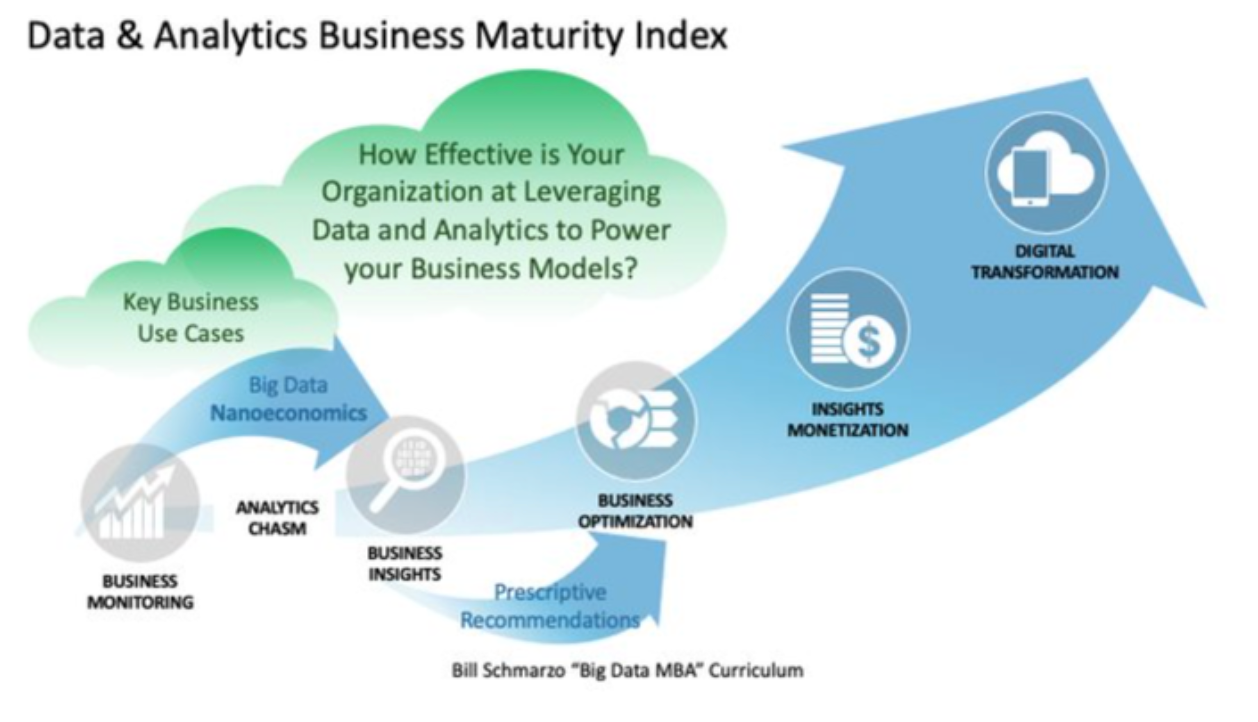 Data & Analytics Business Maturity Index
How Effective is Your
Organization at Leveraging
Data and Analytics to Power
your Business Models?
Key Business
Use Cases
Big Data
Nanoeconomics
BUSINESS
MONITORING
ANALYTICS
CHASM
BUSINESS
INSIGHTS
Prescriptive
Recommendations
BUSINESS
OPTIMIZATION
$
INSIGHTS
MONETIZATION
DIGITAL
TRANSFORMATION
Bill Schmarzo “Big Data MBA” Curriculum